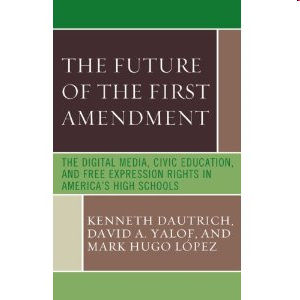 THE FUTURE
OF THE FIRST
AMENDMENT
THE DIGITAL MEDIA, CIVIC EDUCATION,
AND FREE EXPRESSION RIGHTS IN
AMERICA'S HIGH SCHOOLS
KENNETH DAUTRICH,
DAVID A. YALOF, AND
MARK HUGO LÓPEZ